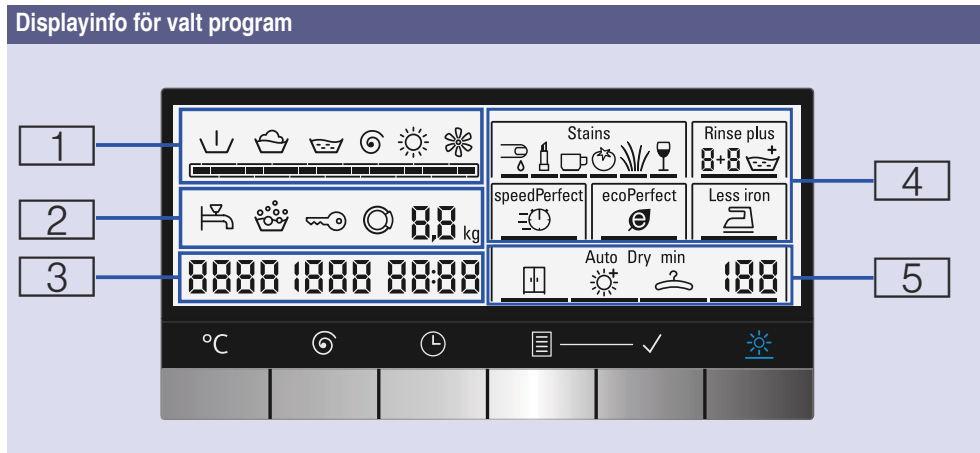 Displayinfo för valt program
1
Stains
Rinse plus
8+8
4
speedPerfect
ecoPerfect
e
Less iron
2
8,8 kg
3
8888 1888 88:88
Auto Dry min
188
5
°C